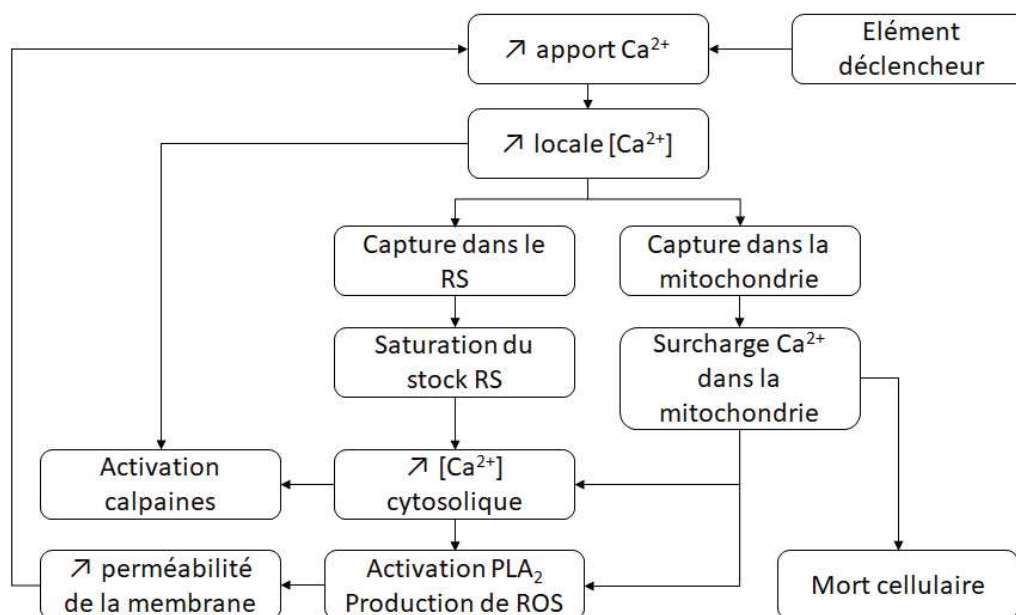 ↗ apport Ca²⁺
Elément
déclencheur
↗ locale [Ca²⁺]
Capture dans le
RS
Capture dans la
mitochondrie
Saturation du
stock RS
Surcharge Ca²⁺
dans la
mitochondrie
Activation
calpaines
↗ [Ca²⁺]
cytosolique
↗ perméabilité
de la membrane
Activation PLA₂
Production de ROS
Mort cellulaire